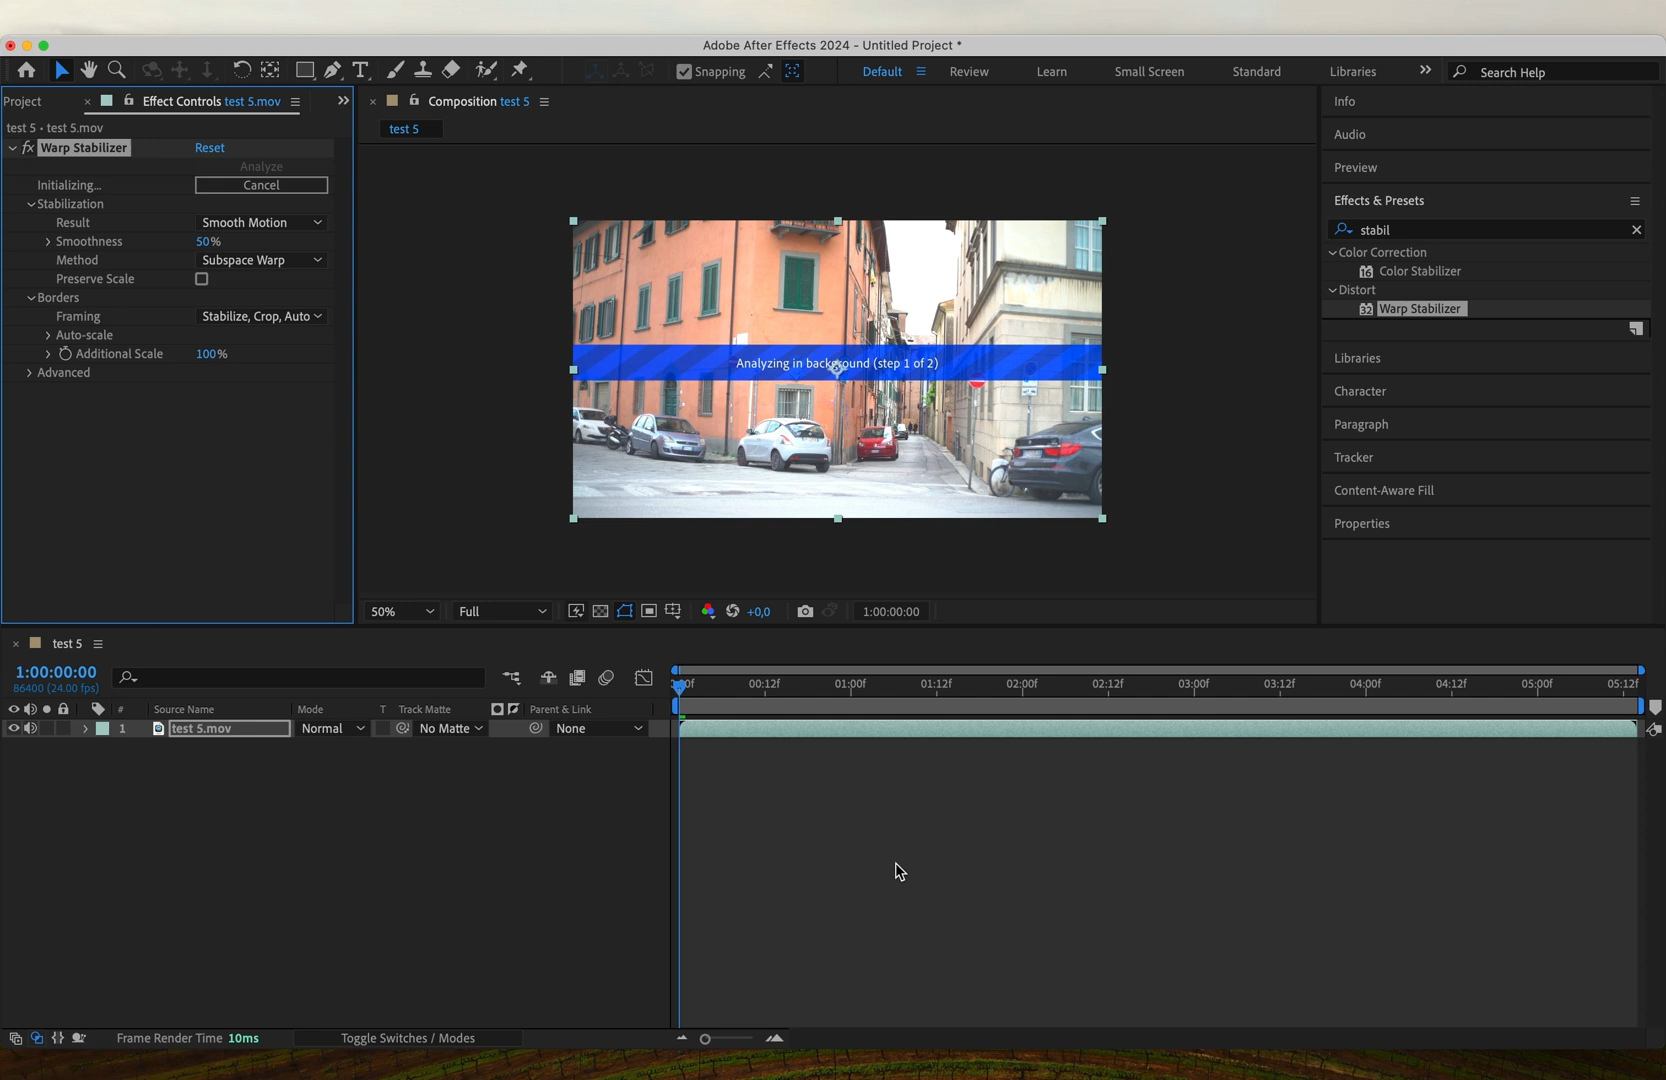 Adobe After Effects 2024 - Untitled Project *
Snapping
Default
Review
Learn
Small Screen
Standard
Libraries
Search Help
Project
Effect Controls test 5.mov
test 5 • test 5.mov
fx Warp Stabilizer Reset
Analyze
Initializing... Cancel
Stabilization
Result Smooth Motion
Smoothness 50%
Method Subspace Warp
Preserve Scale
Borders
Framing Stabilize, Crop, Auto
Auto-scale
Additional Scale 100%
Advanced
Composition test 5
test 5
Analyzing in background (step 1 of 2)
50% Full +0,0 1:00:00:00
Info
Audio
Preview
Effects & Presets
stabil
Color Correction
16 Color Stabilizer
Distort
32 Warp Stabilizer
Libraries
Character
Paragraph
Tracker
Content-Aware Fill
Properties
test 5
1:00:00:00
86400 (24.00 fps)
# Source Name Mode T Track Matte Parent & Link
1 test 5.mov Normal No Matte None
00:12f 01:00f 01:12f 02:00f 02:12f 03:00f 03:12f 04:00f 04:12f 05:00f 05:12f
Frame Render Time 10ms
Toggle Switches / Modes